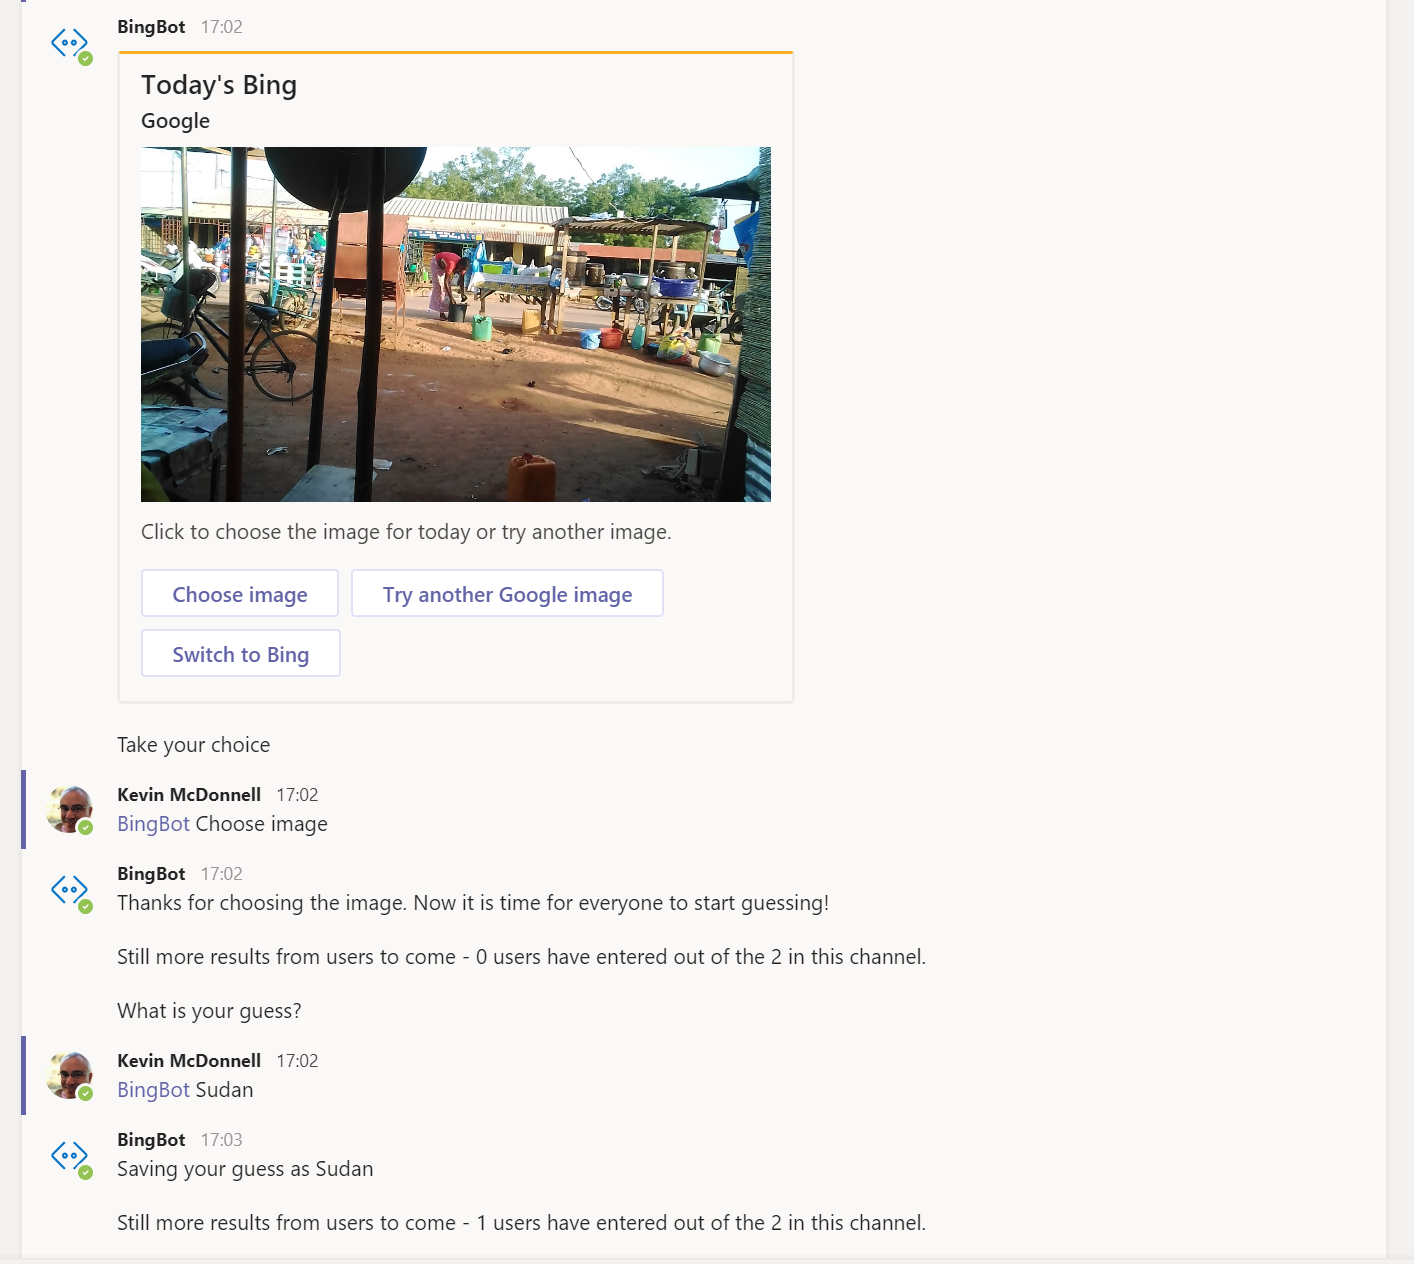 BingBot 17:02
Today's Bing
Google
Click to choose the image for today or try another image.
Choose image
Try another Google image
Switch to Bing
Take your choice
Kevin McDonnell 17:02
BingBot Choose image
BingBot 17:02
Thanks for choosing the image. Now it is time for everyone to start guessing!
Still more results from users to come - 0 users have entered out of the 2 in this channel.
What is your guess?
Kevin McDonnell 17:02
BingBot Sudan
BingBot 17:03
Saving your guess as Sudan
Still more results from users to come - 1 users have entered out of the 2 in this channel.